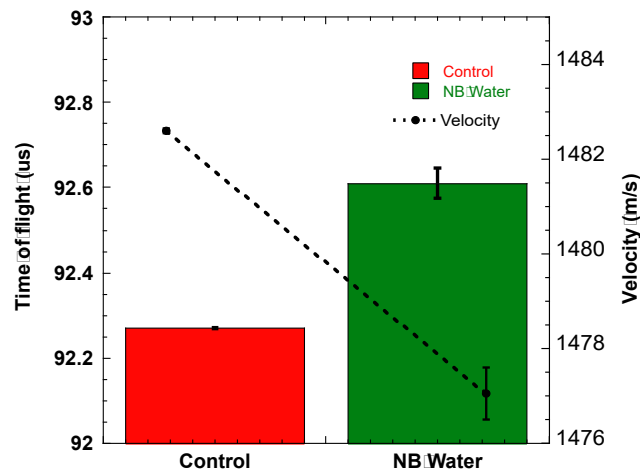 93
92.8
92.6
92.4
92.2
92
Time of flight (us)
Control
NB Water
Velocity
1484
1482
1480
1478
1476
Velocity (m/s)
Control
NB Water